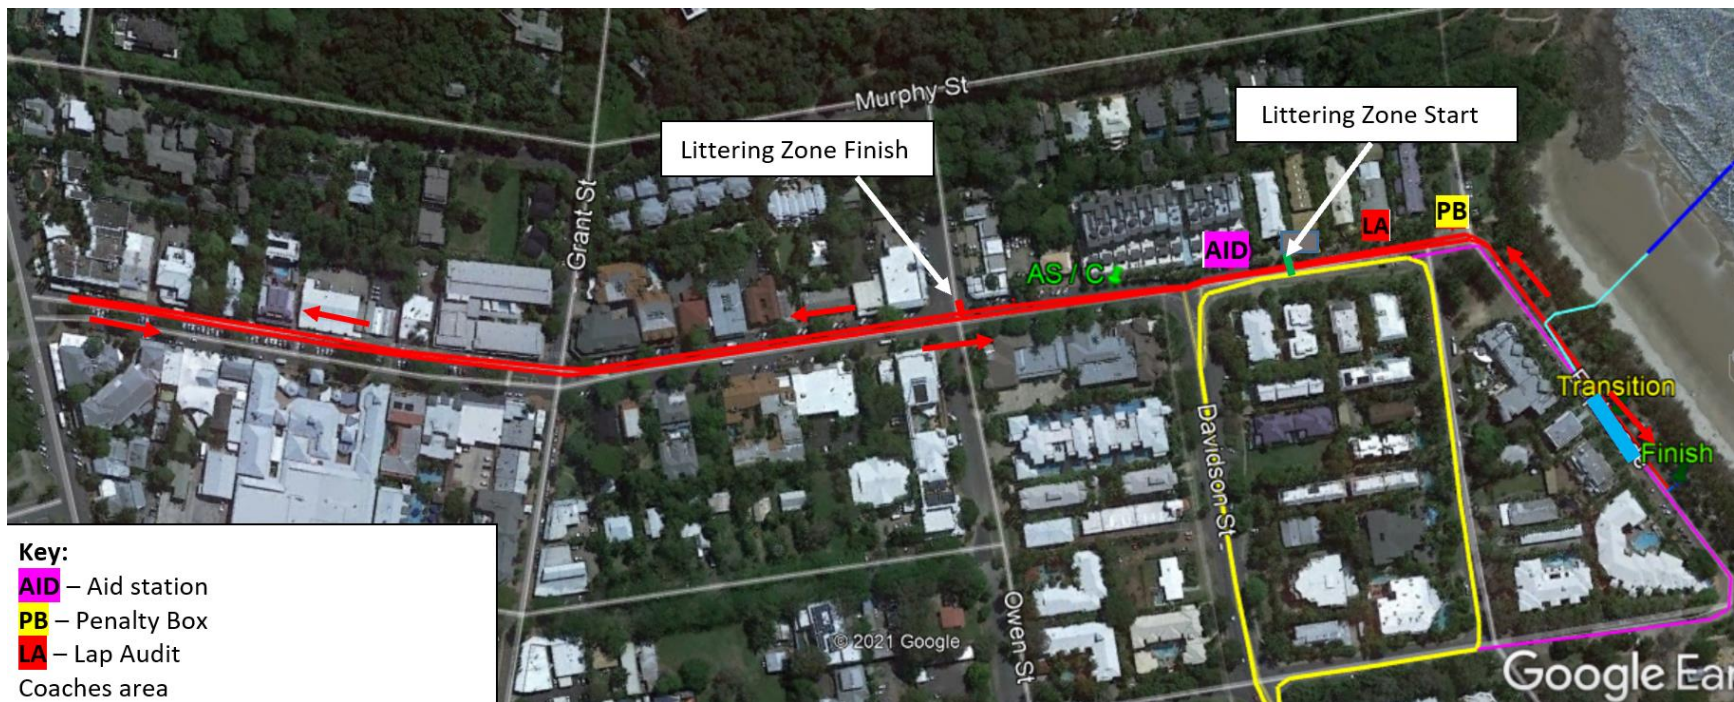 Murphy St
Littering Zone Start
Littering Zone Finish
PB
LA
AID
Grant St
AS / C
Transition
Finish
Davidson St
Owen St
© 2021 Google
Google Ear
Key:
AID – Aid station
PB – Penalty Box
LA – Lap Audit
Coaches area